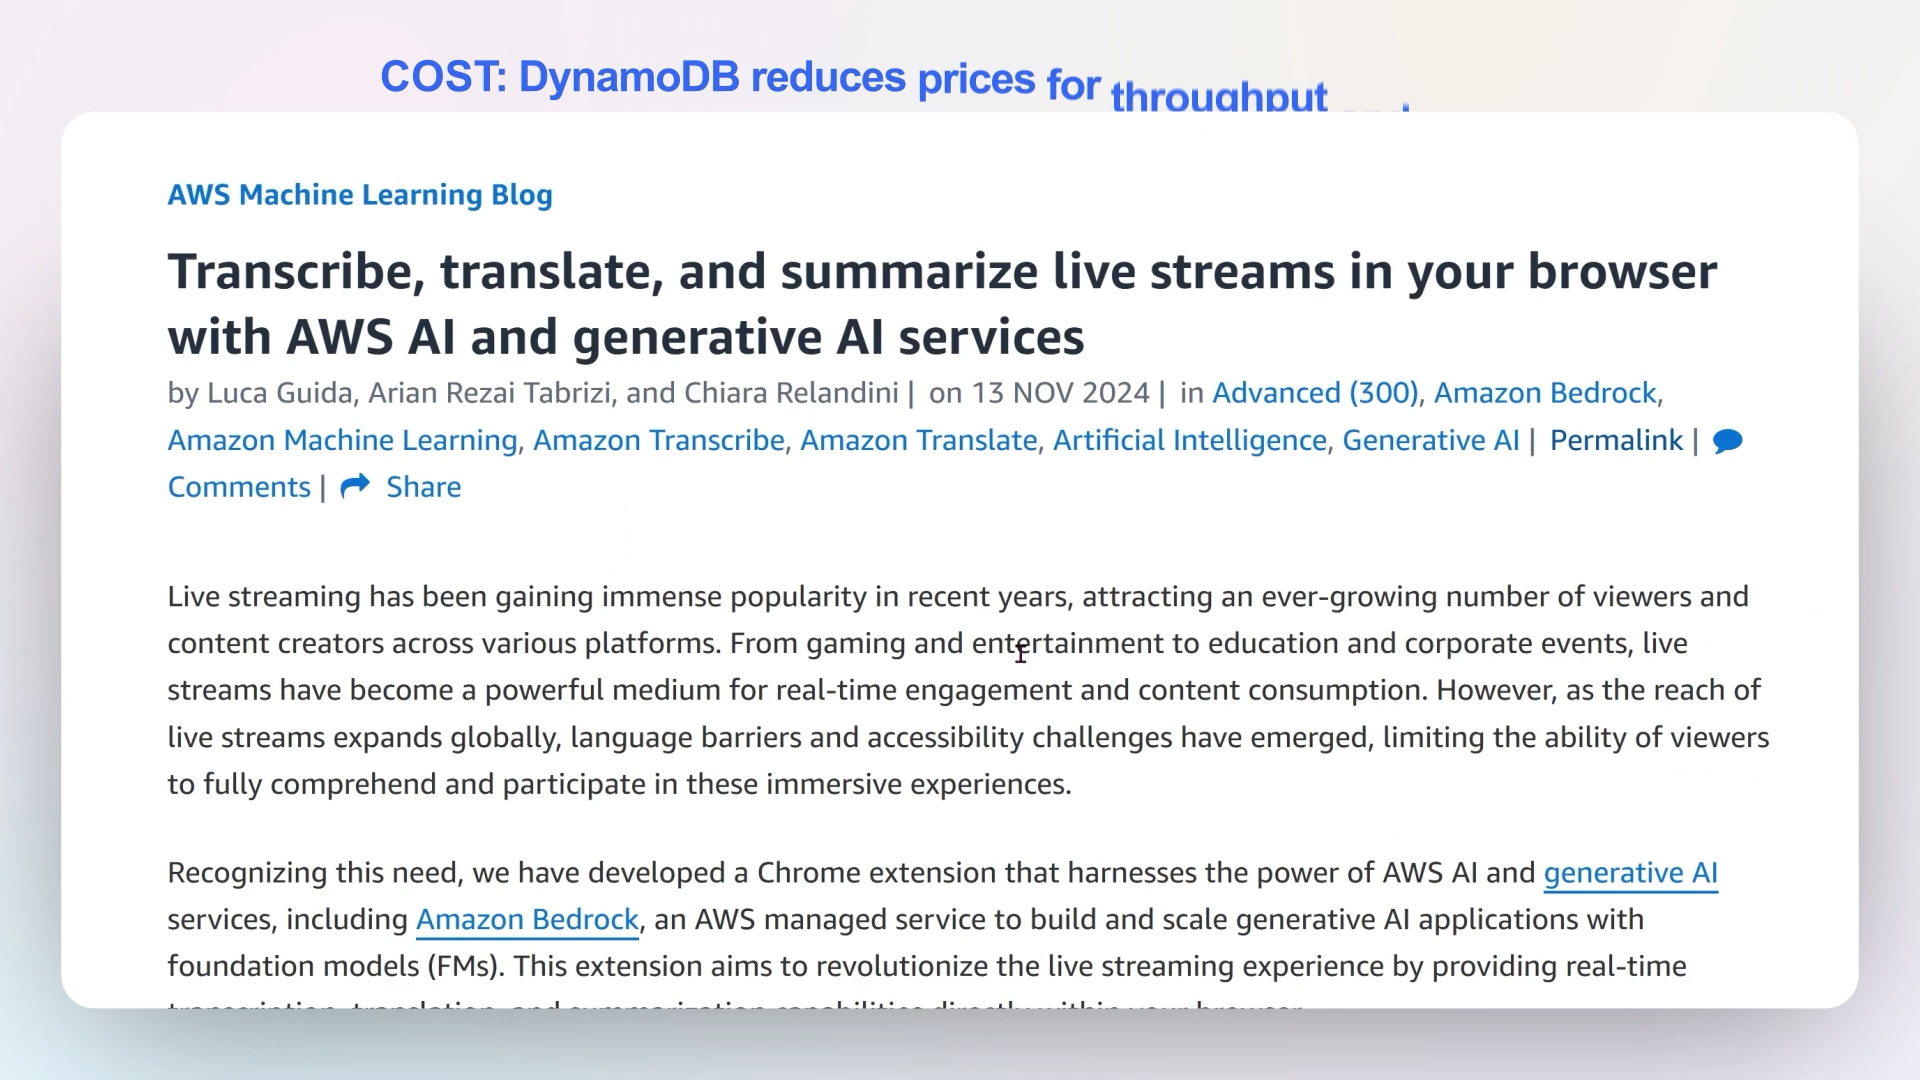 COST: DynamoDB reduces prices for throughput
AWS Machine Learning Blog
Transcribe, translate, and summarize live streams in your browser
with AWS AI and generative AI services
by Luca Guida, Arian Rezai Tabrizi, and Chiara Relandini | on 13 NOV 2024 | in Advanced (300), Amazon Bedrock,
Amazon Machine Learning, Amazon Transcribe, Amazon Translate, Artificial Intelligence, Generative AI | Permalink |
Comments | Share
Live streaming has been gaining immense popularity in recent years, attracting an ever-growing number of viewers and
content creators across various platforms. From gaming and entertainment to education and corporate events, live
streams have become a powerful medium for real-time engagement and content consumption. However, as the reach of
live streams expands globally, language barriers and accessibility challenges have emerged, limiting the ability of viewers
to fully comprehend and participate in these immersive experiences.
Recognizing this need, we have developed a Chrome extension that harnesses the power of AWS AI and generative AI
services, including Amazon Bedrock, an AWS managed service to build and scale generative AI applications with
foundation models (FMs). This extension aims to revolutionize the live streaming experience by providing real-time
transcription, translation, and summarization capabilities directly within your browser.